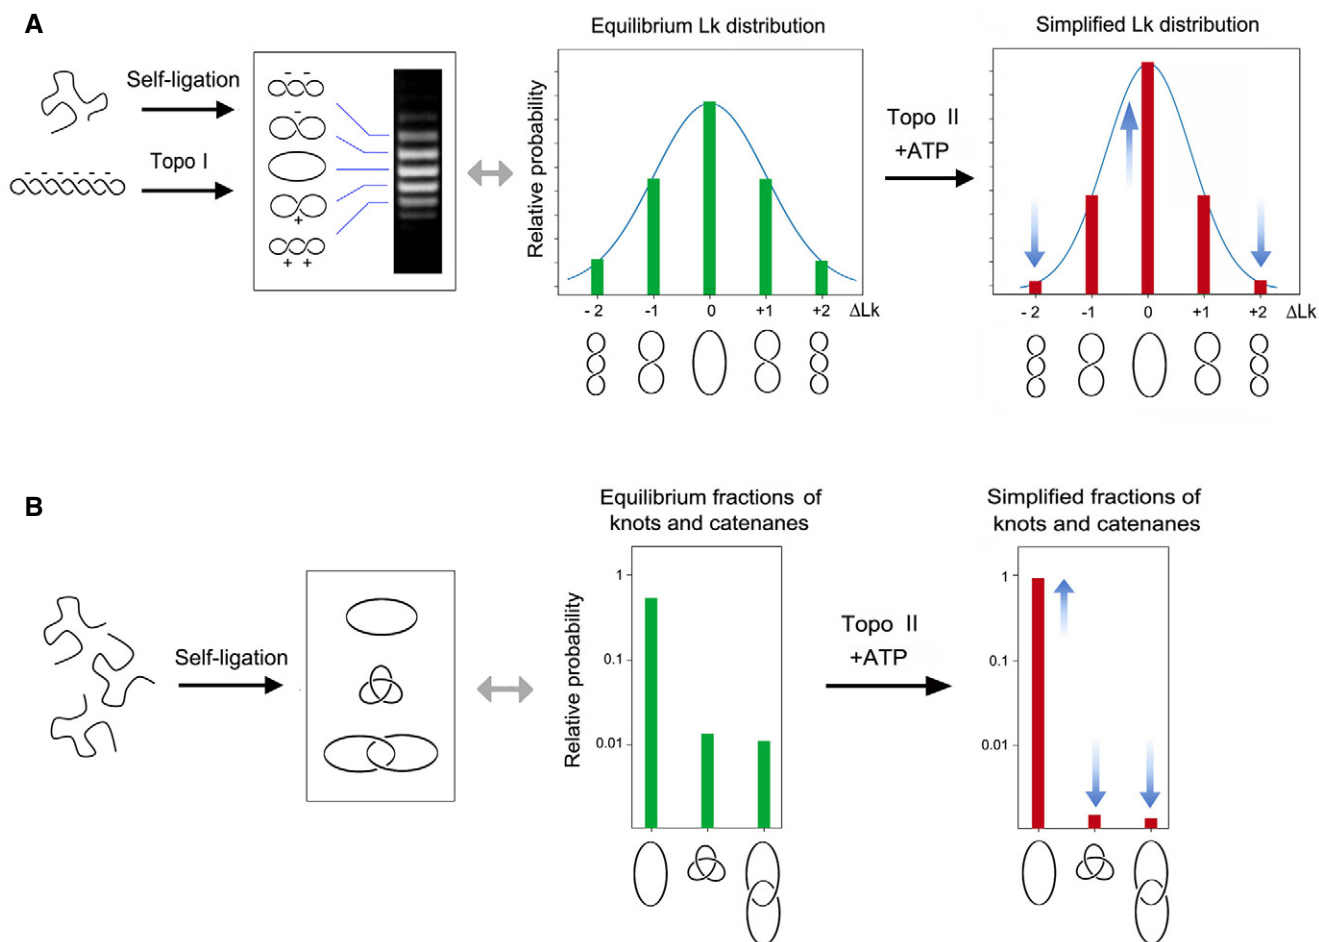 A
Equilibrium Lk distribution
Simplified Lk distribution
Self-ligation
Topo I
- -
-
+
+ +
- - - - - -
Relative probability
Topo II
+ATP
- 2 -1 0 +1 +2 ΔLk
- 2 -1 0 +1 +2 ΔLk
B
Equilibrium fractions of
knots and catenanes
Simplified fractions of
knots and catenanes
Self-ligation
Relative probability
1
0.1
0.01
Topo II
+ATP
1
0.1
0.01